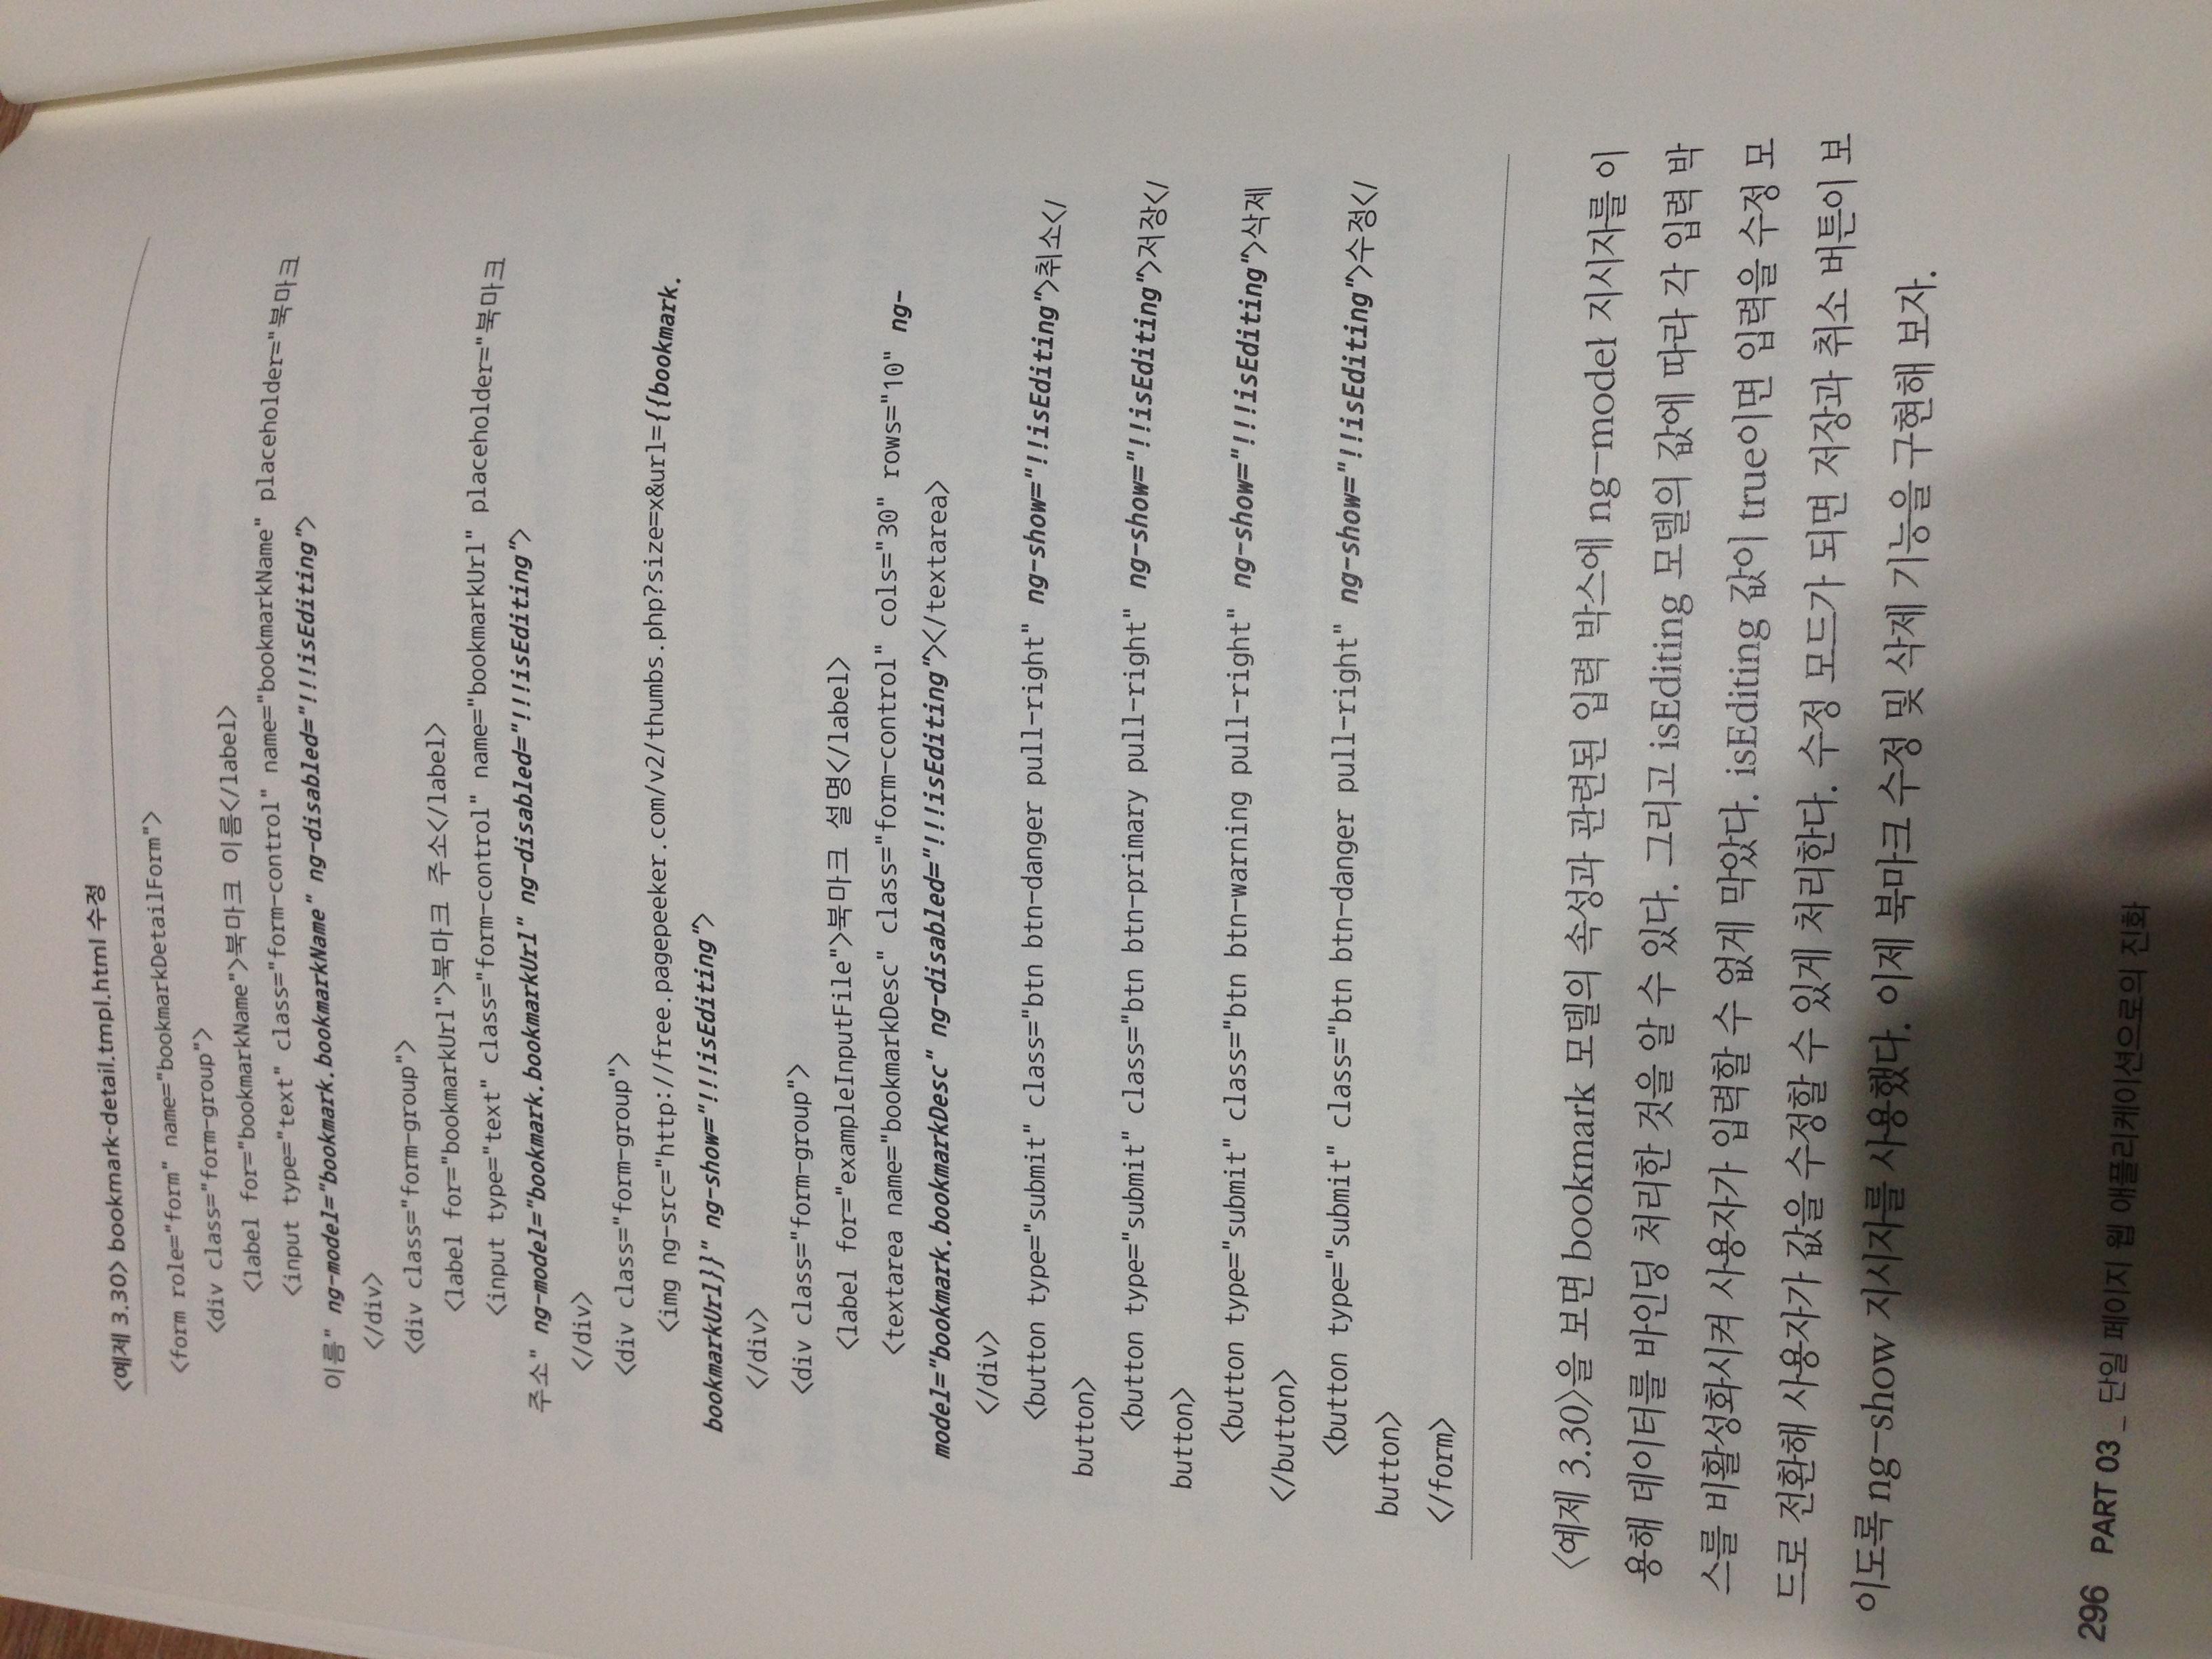 <예제 3.30> bookmark-detail.tmpl.html 수정
<form role="form" name="bookmarkDetailForm">
<div class="form-group">
<label for="bookmarkName">북마크 이름</label>
<input type="text" class="form-control" name="bookmarkName" placeholder="북마크
이름" ng-model="bookmark.bookmarkName" ng-disabled="!!!isEditing">
</div>
<div class="form-group">
<label for="bookmarkUrl">북마크 주소</label>
<input type="text" class="form-control" name="bookmarkUrl" placeholder="북마크
주소" ng-model="bookmark.bookmarkUrl" ng-disabled="!!!isEditing">
</div>
<div class="form-group">
<img ng-src="http://free.pagepeeker.com/v2/thumbs.php?size=x&url={{bookmark.
bookmarkUrl}}" ng-show="!!!isEditing">
</div>
<div class="form-group">
<label for="exampleInputFile">북마크 설명</label>
<textarea name="bookmarkDesc" class="form-control" cols="30" rows="10" ng-
model="bookmark.bookmarkDesc" ng-disabled="!!!isEditing"></textarea>
</div>
<button type="submit" class="btn btn-danger pull-right" ng-show="!!isEditing">취소</
button>
<button type="submit" class="btn btn-primary pull-right" ng-show="!!isEditing">저장</
button>
<button type="submit" class="btn btn-warning pull-right" ng-show="!!!isEditing">삭제
</button>
<button type="submit" class="btn btn-danger pull-right" ng-show="!!isEditing">수정</
button>
</form>
<예제 3.30>을 보면 bookmark 모델의 속성과 관련된 입력 박스에 ng-model 지시자를 이
용해 데이터를 바인딩 처리한 것을 알 수 있다. 그리고 isEditing 모델의 값에 따라 각 입력 박
스를 비활성화시켜 사용자가 입력할 수 없게 막았다. isEditing 값이 true이면 입력을 수정 모
드로 전환해 사용자가 값을 수정할 수 있게 처리한다. 수정 모드가 되면 저장과 취소 버튼이 보
이도록 ng-show 지시자를 사용했다. 이제 북마크 수정 및 삭제 기능을 구현해 보자.
296 PART 03 _ 단일 페이지 웹 애플리케이션으로의 진화